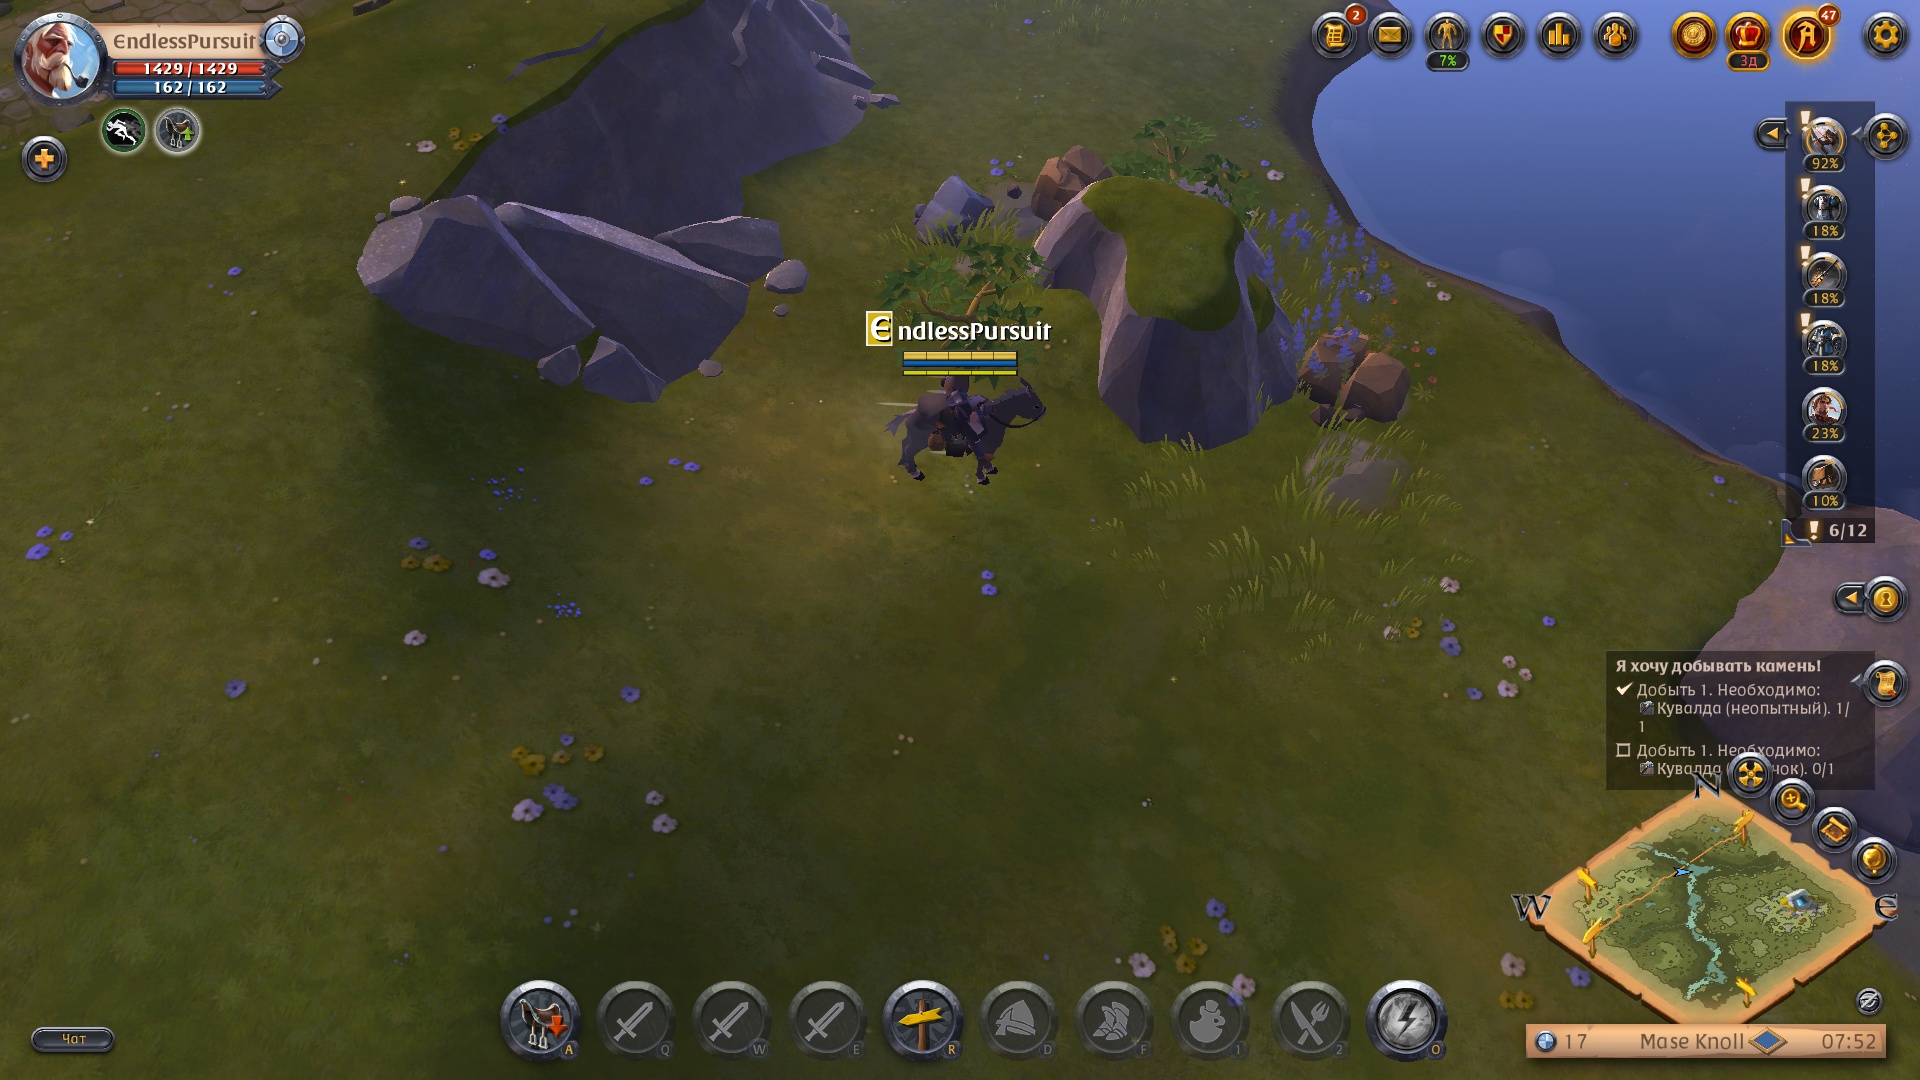 EndlessPursuit
1429 / 1429
162 / 162
2
7%
3д
47
92%
18%
18%
18%
23%
10%
6/12
EndlessPursuit
Я хочу добывать камень!
Добыть 1. Необходимо:
Кувалда (неопытный). 1/
1
Добыть 1. Необходимо:
Кувалда чок). 0/1
N
W
E
A
Q
W
E
R
D
F
1
2
O
Чат
17
Mase Knoll
07:52